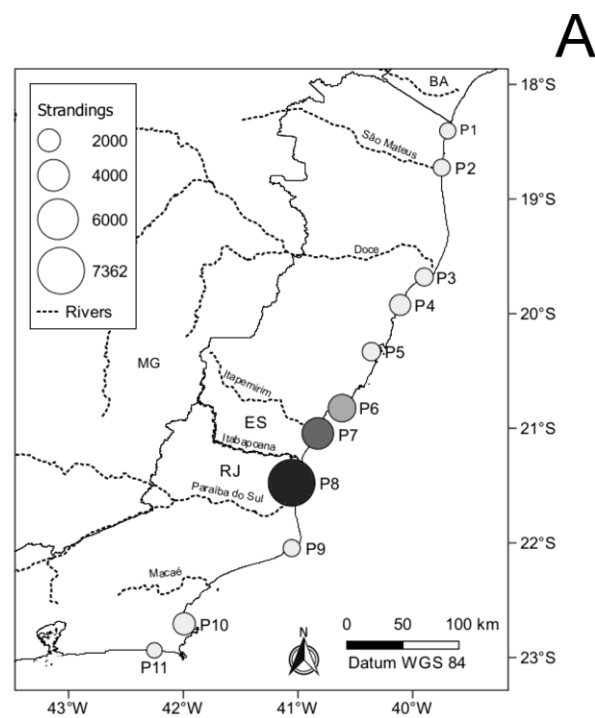 A
BA
18°S
Strandings
2000
4000
6000
7362
Rivers
P1
São Mateus
P2
19°S
Doce
P3
P4
20°S
P5
MG
Itapemirim
P6
ES
P7
21°S
Itabapoana
RJ
P8
Paraíba do Sul
P9
22°S
Macaé
P10
N
0 50 100 km
Datum WGS 84
P11
23°S
43°W 42°W 41°W 40°W